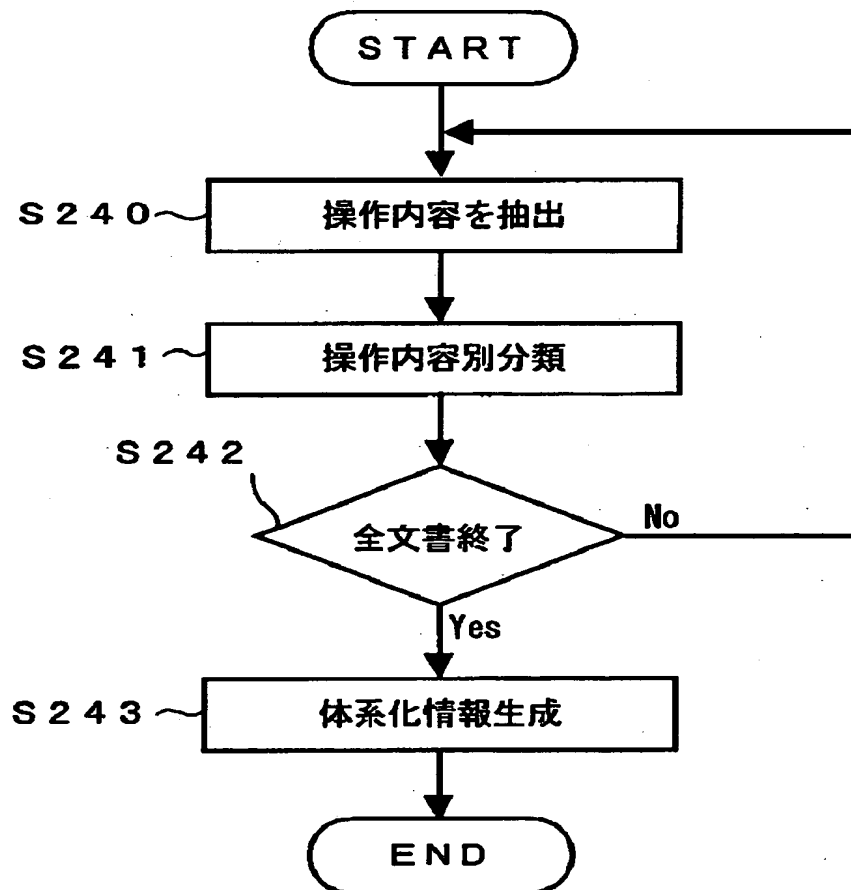 START
S240
操作内容を抽出
S241
操作内容別分類
S242
全文書終了
No
Yes
S243
体系化情報生成
END